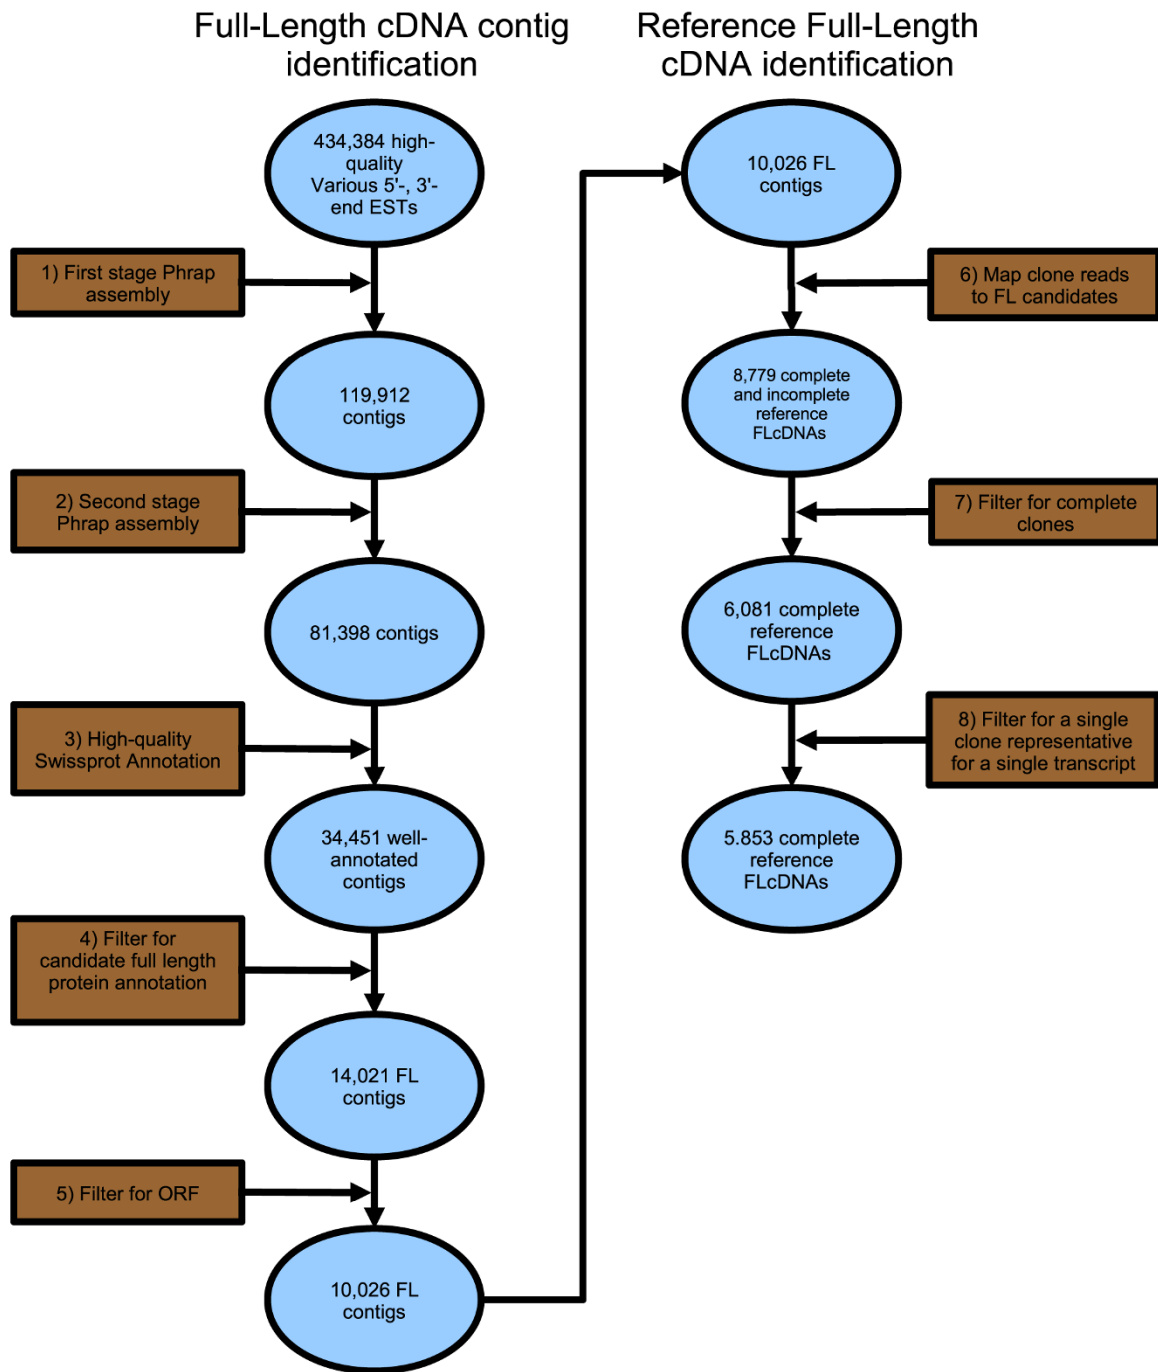 Full-Length cDNA contig
identification
434,384 high-
quality
Various 5'-, 3'-
end ESTs
1) First stage Phrap
assembly
119,912
contigs
2) Second stage
Phrap assembly
81,398 contigs
3) High-quality
Swissprot Annotation
34,451 well-
annotated
contigs
4) Filter for
candidate full length
protein annotation
14,021 FL
contigs
5) Filter for ORF
10,026 FL
contigs
Reference Full-Length
cDNA identification
10,026 FL
contigs
6) Map clone reads
to FL candidates
8,779 complete
and incomplete
reference
FLcDNAs
7) Filter for complete
clones
6,081 complete
reference
FLcDNAs
8) Filter for a single
clone representative
for a single transcript
5.853 complete
reference
FLcDNAs